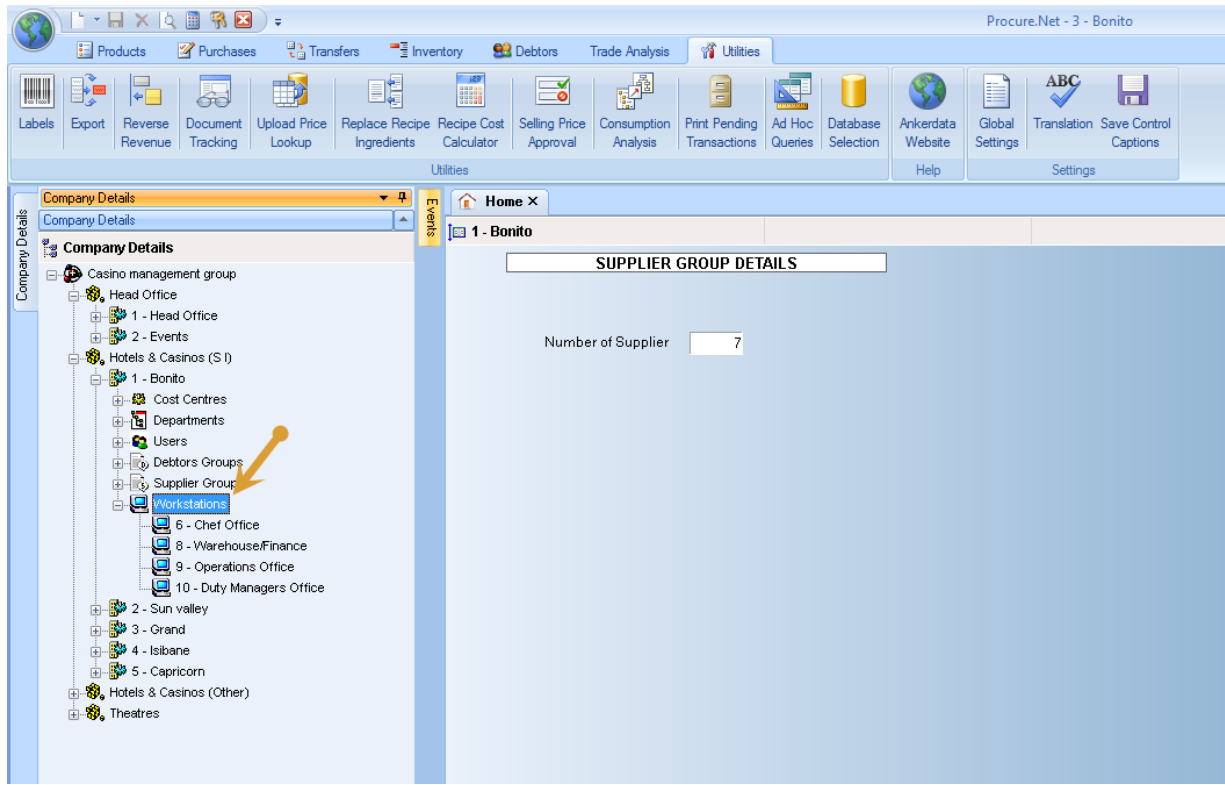 Procure.Net - 3 - Bonito
Products Purchases Transfers Inventory Debtors Trade Analysis Utilities
Labels Export Reverse Revenue Document Tracking Upload Price Lookup Replace Recipe Ingredients Recipe Cost Calculator Selling Price Approval Consumption Analysis Print Pending Transactions Ad Hoc Queries Database Selection Ankerdata Website Global Settings ABC Translation Save Control Captions
Utilities Help Settings
Company Details
Company Details
Company Details
Events
Home
1 - Bonito
Company Details
SUPPLIER GROUP DETAILS
Number of Supplier 7
Casino management group
Head Office
1 - Head Office
2 - Events
Hotels & Casinos (S I)
1 - Bonito
Cost Centres
Departments
Users
Debtors Groups
Supplier Group
Workstations
6 - Chef Office
8 - Warehouse/Finance
9 - Operations Office
10 - Duty Managers Office
2 - Sun valley
3 - Grand
4 - Isibane
5 - Capricorn
Hotels & Casinos (Other)
Theatres